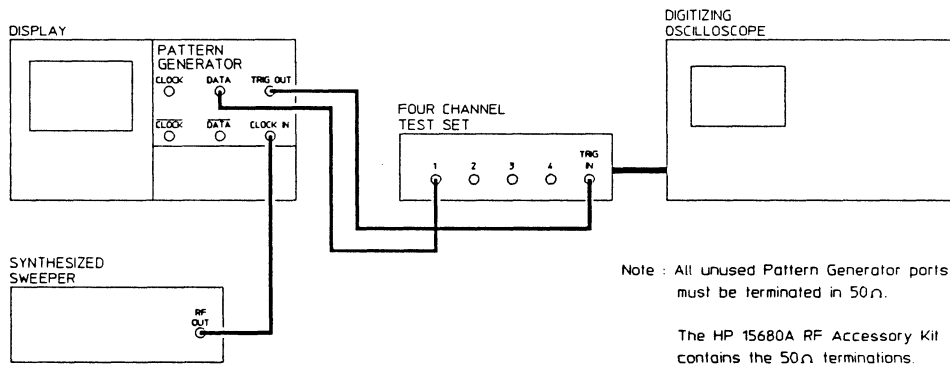 DISPLAY
PATTERN
GENERATOR
CLOCK DATA TRIG OUT
CLOCK DATA CLOCK IN
DIGITIZING
OSCILLOSCOPE
FOUR CHANNEL
TEST SET
1 2 3 4 TRIG
IN
SYNTHESIZED
SWEEPER
RF
OUT
Note : All unused Pattern Generator ports
must be terminated in 50Ω.
The HP 15680A RF Accessory Kit
contains the 50Ω terminations.